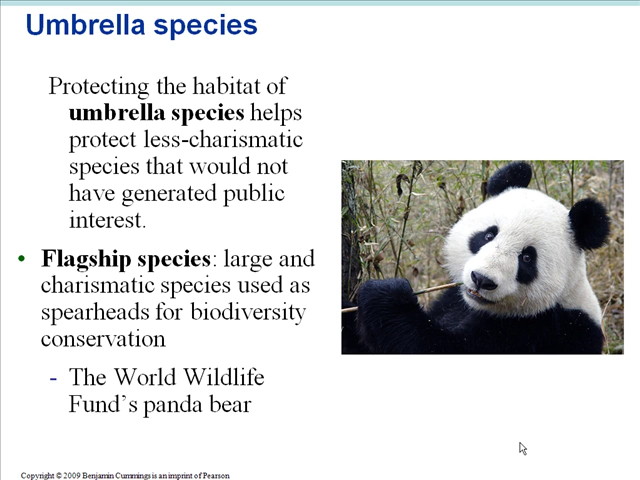 Umbrella species
Protecting the habitat of
umbrella species helps
protect less-charismatic
species that would not
have generated public
interest.
• Flagship species: large and
charismatic species used as
spearheads for biodiversity
conservation
- The World Wildlife
Fund’s panda bear
Copyright © 2009 Benjamin Cummings is an imprint of Pearson